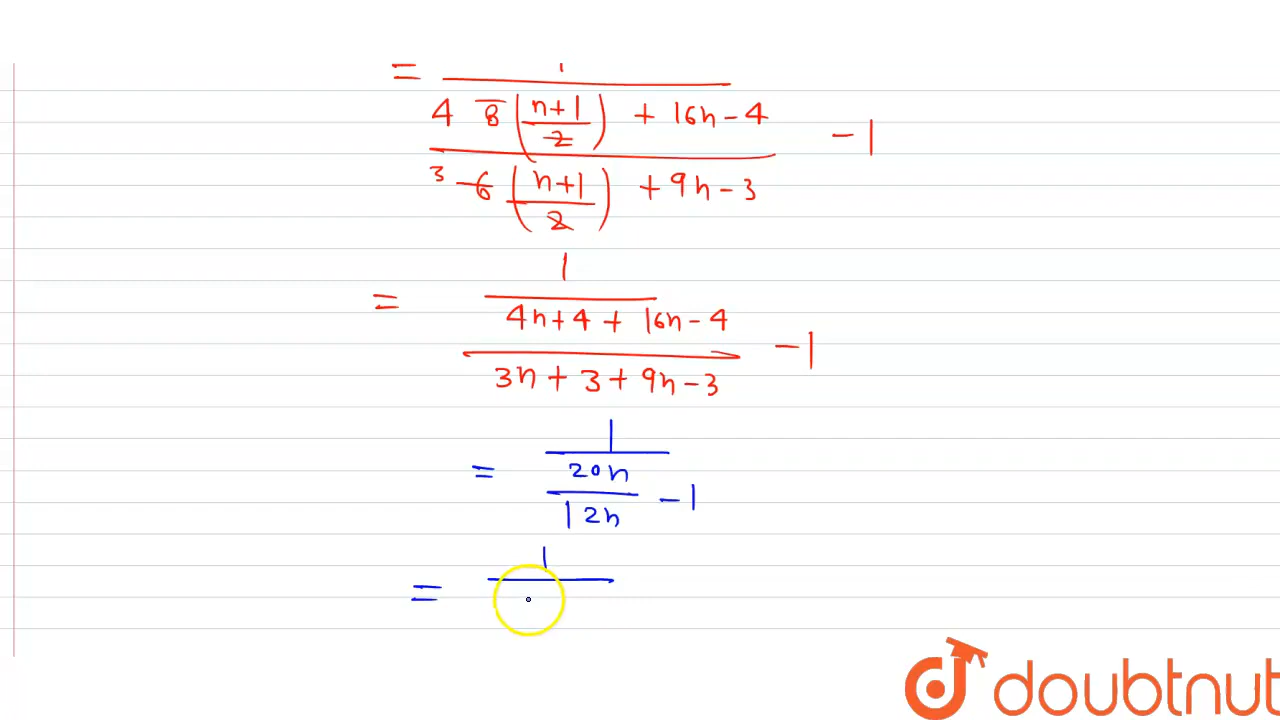 = 1
4 8 (n+1/2) + 16n - 4
3 6 (n+1/2) + 9n - 3
- 1
= 1
4n + 4 + 16n - 4
3n + 3 + 9n - 3
- 1
= 1
20n
12n
- 1
= 1
doubtnut